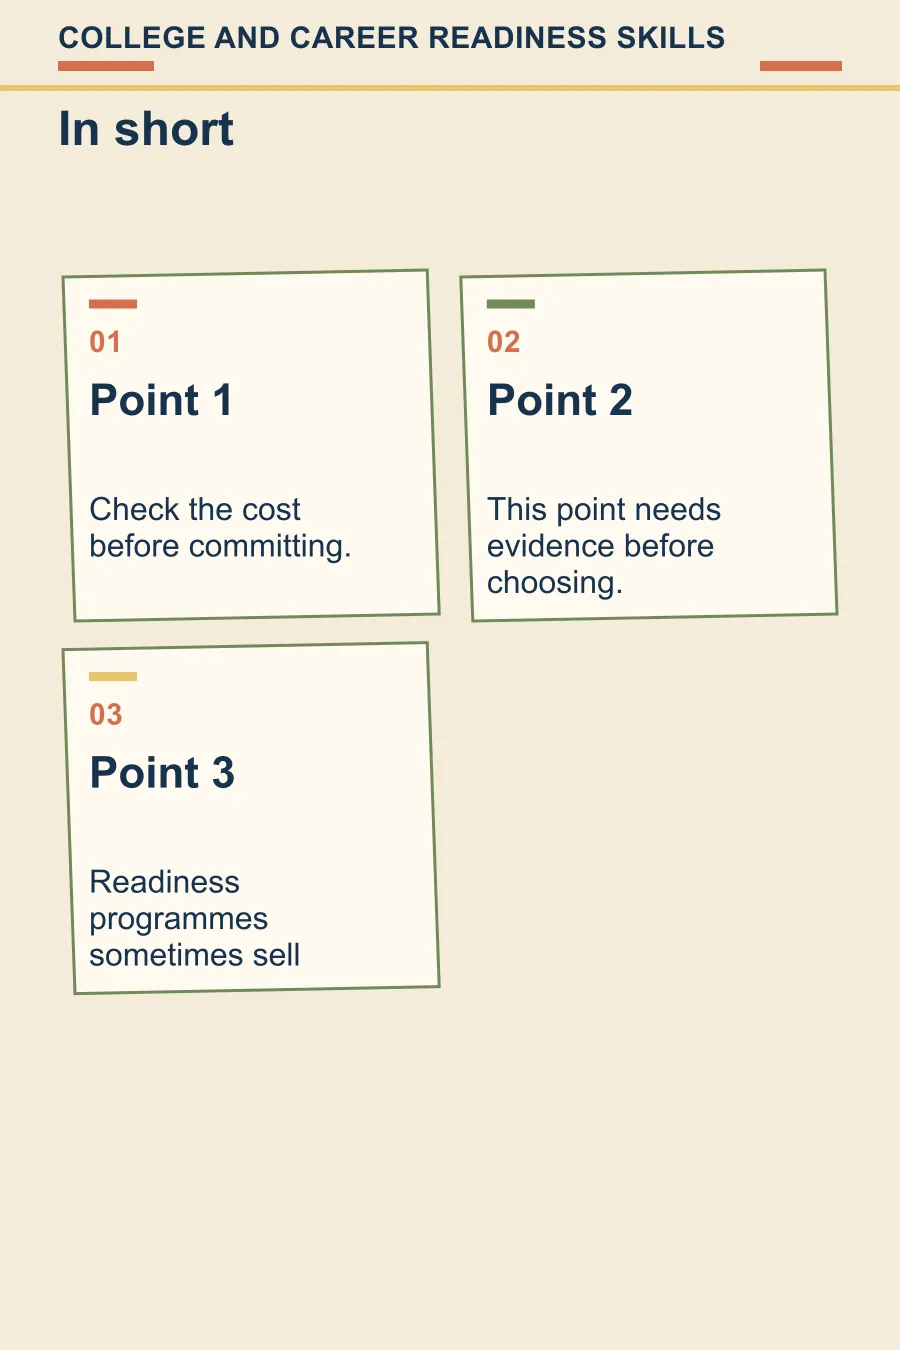 COLLEGE AND CAREER READINESS SKILLS
In short
01
Point 1
Check the cost
before committing.
02
Point 2
This point needs
evidence before
choosing.
03
Point 3
Readiness
programmes
sometimes sell